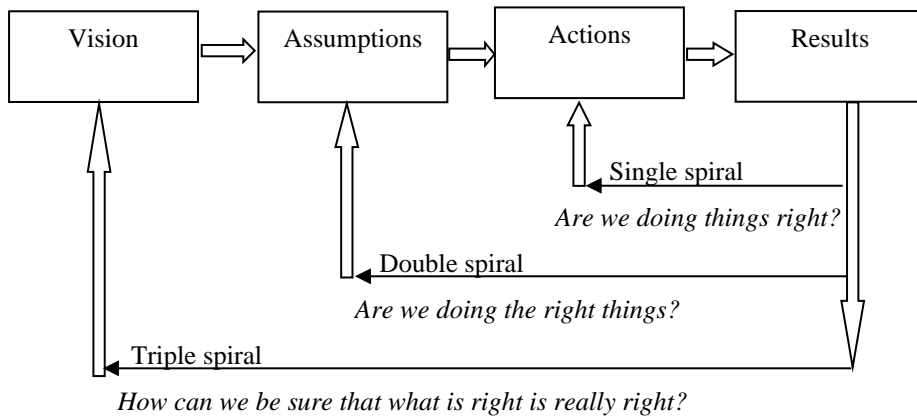 Vision
Assumptions
Actions
Results
Single spiral
Are we doing things right?
Double spiral
Are we doing the right things?
Triple spiral
How can we be sure that what is right is really right?